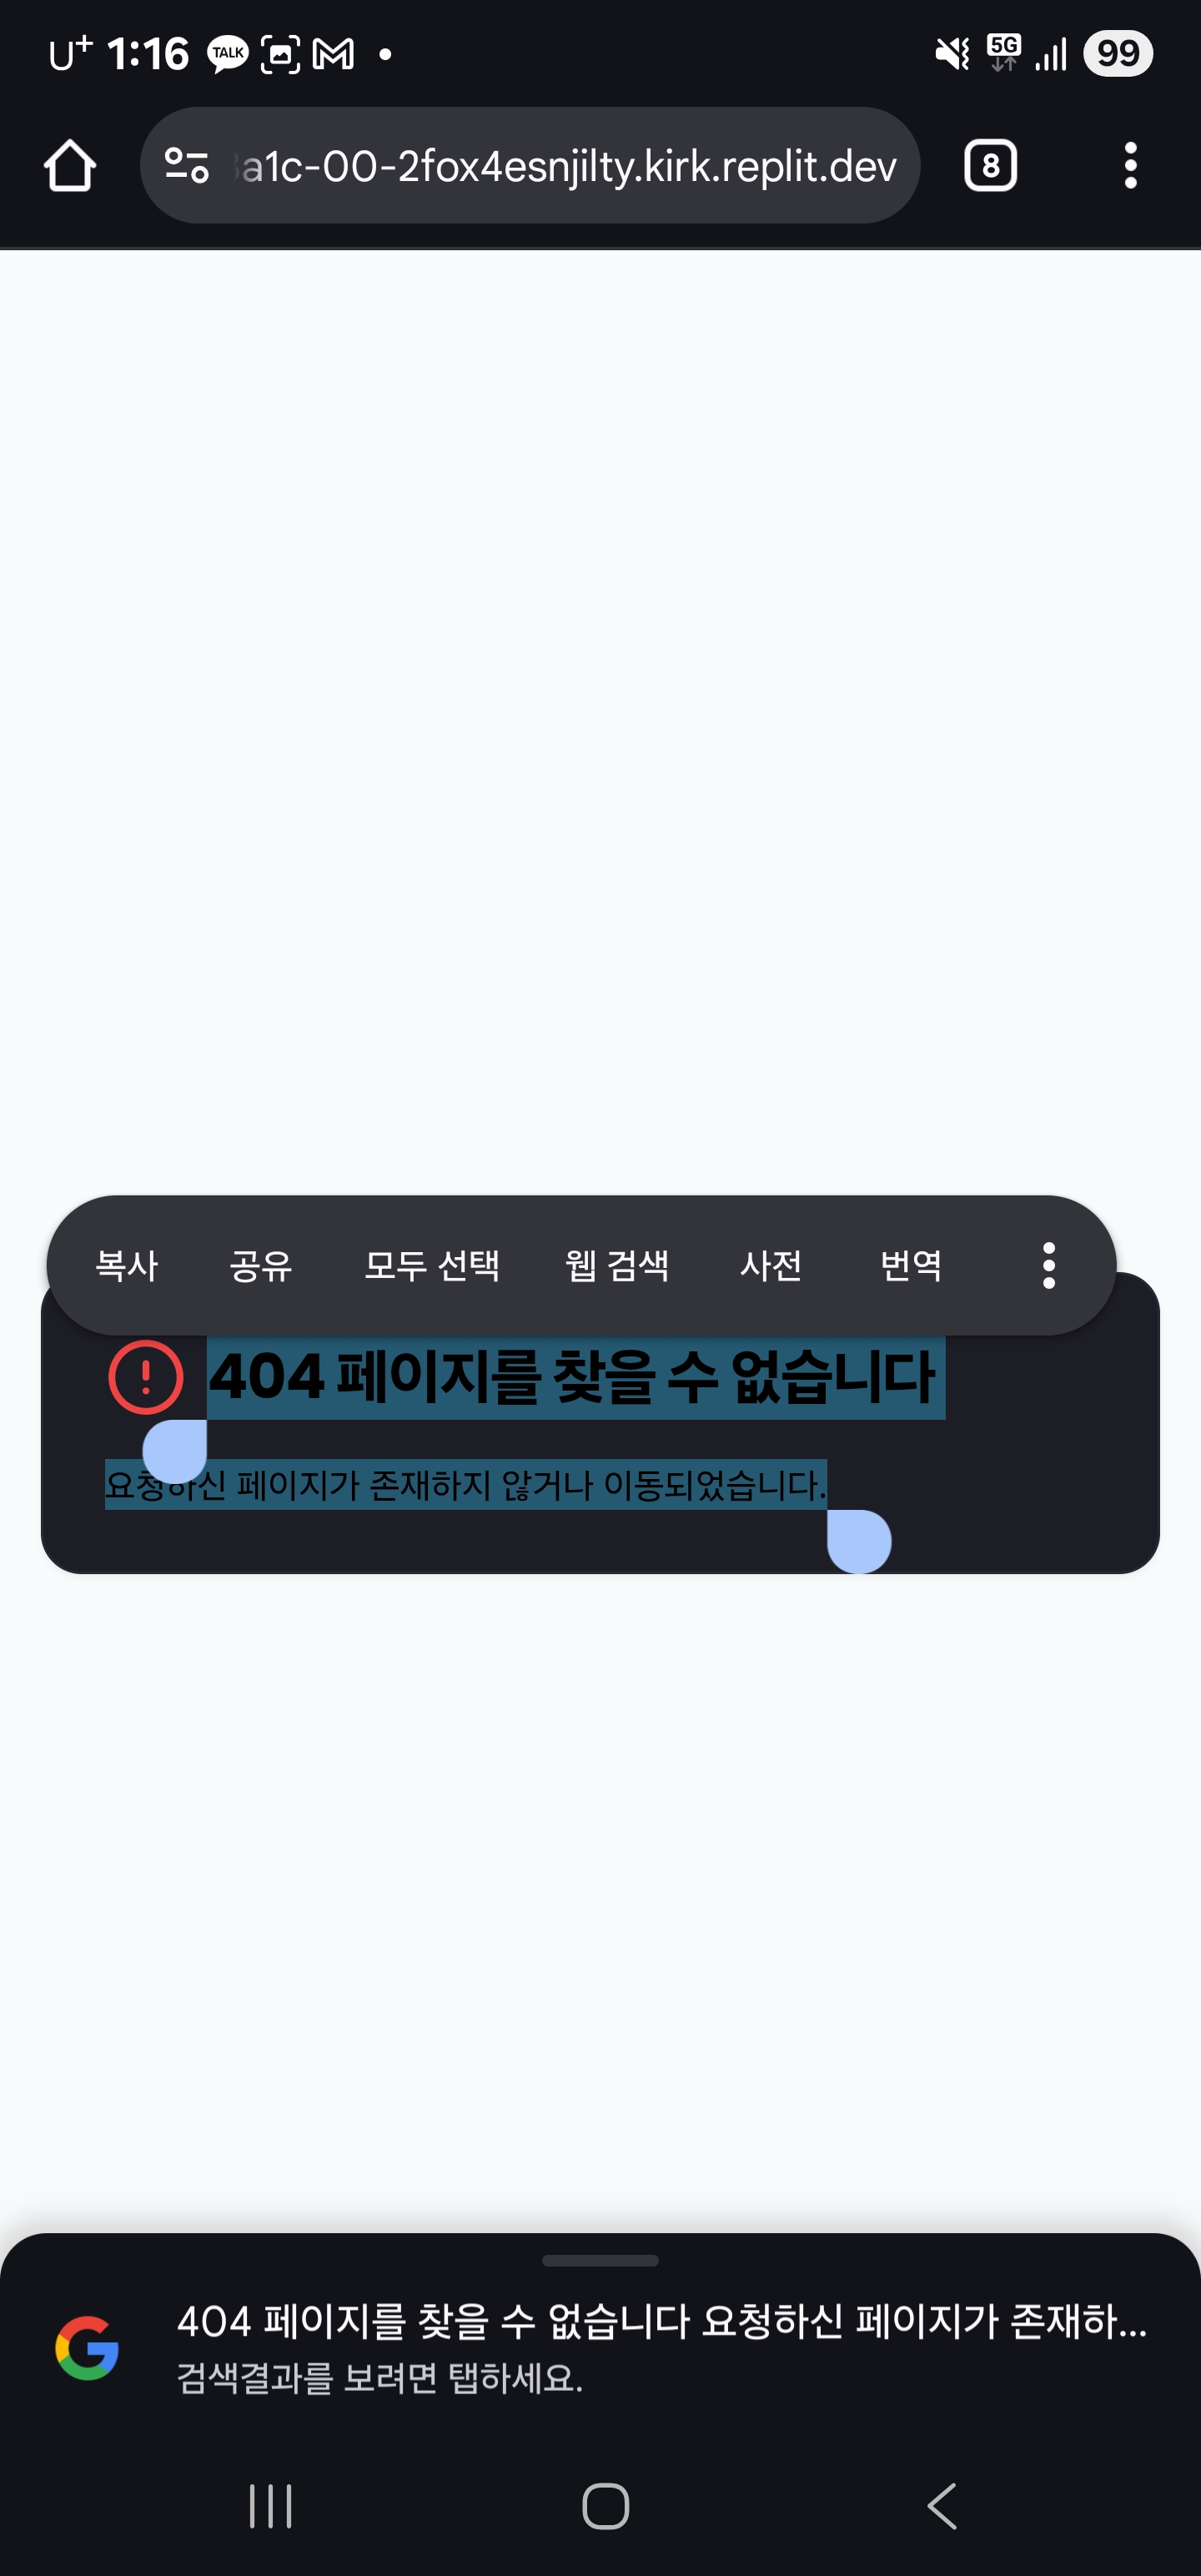 U+ 1:16 TALK 5G 99
a1c-00-2fox4esnjilty.kirk.replit.dev 8
복사 공유 모두 선택 웹 검색 사전 번역
404 페이지를 찾을 수 없습니다
요청하신 페이지가 존재하지 않거나 이동되었습니다.
404 페이지를 찾을 수 없습니다 요청하신 페이지가 존재하...
검색결과를 보려면 탭하세요.